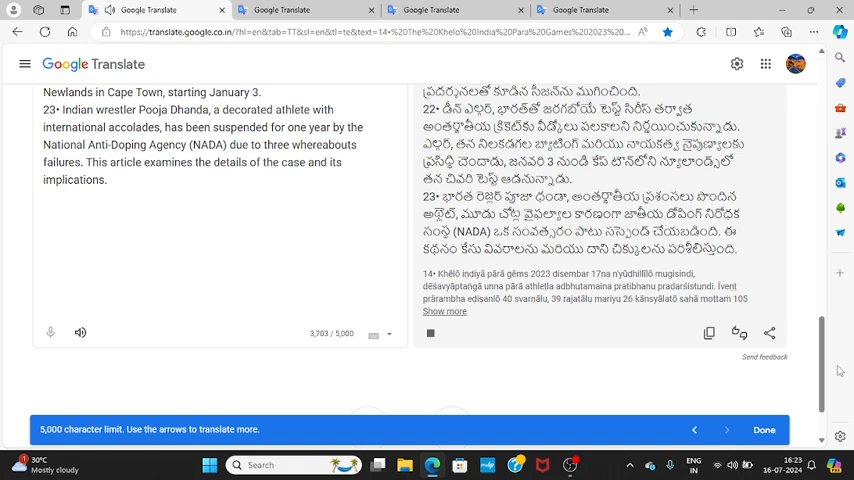 Google Translate
Google Translate
Google Translate
Google Translate
https://translate.google.co.in/?hl=en&tab=TT&sl=en&tl=te&text=14•%20The%20Khelo%20India%20Para%20Games%202023%20...
Google Translate
Newlands in Cape Town, starting January 3.
23• Indian wrestler Pooja Dhanda, a decorated athlete with
international accolades, has been suspended for one year by the
National Anti-Doping Agency (NADA) due to three whereabouts
failures. This article examines the details of the case and its
implications.
3,703 / 5,000
ప్రదర్శనలతో కూడిన సీజన్‌ను ముగించింది.
22• డీన్ ఎల్గర్, భారత్‌తో జరగబోయే టెస్ట్ సిరీస్ తర్వాత
అంతర్జాతీయ క్రికెట్‌కు వీడ్కోలు పలకాలని నిర్ణయించుకున్నాడు.
ఎల్గర్, తన నిలకడగల బ్యాటింగ్ మరియు నాయకత్వ నైపుణ్యాలకు
ప్రసిద్ధి చెందాడు, జనవరి 3 నుండి కేప్ టౌన్‌లోని న్యూలాండ్స్‌లో
తన చివరి టెస్ట్ ఆడనున్నాడు.
23• భారత రెజ్లర్ పూజా ధండా, అంతర్జాతీయ ప్రశంసలు పొందిన
అథ్లెట్, మూడు చోట్ల వైఫల్యాల కారణంగా జాతీయ డోపింగ్ నిరోధక
సంస్థ (NADA) ఒక సంవత్సరం పాటు సస్పెండ్ చేయబడింది. ఈ
కథనం కేసు వివరాలను మరియు దాని చిక్కులను పరిశీలిస్తుంది.
14• Khēlō iṇḍiyā pārā gēms 2023 disembar 17na n'yūḍhillīlō mugisindi,
dēśavyāptaṅgā unna pārā athleṭla adbhutamaina pratibhanu pradarśistundi. Īveṇṭ
prārambha eḍiṣanlō 40 svarṇālu, 39 rajatālu mariyu 26 kānsyālatō sahā mottaṁ 105
Show more
Send feedback
5,000 character limit. Use the arrows to translate more.
Done
30°C
Mostly cloudy
Search
ENG
IN
16:23
16-07-2024